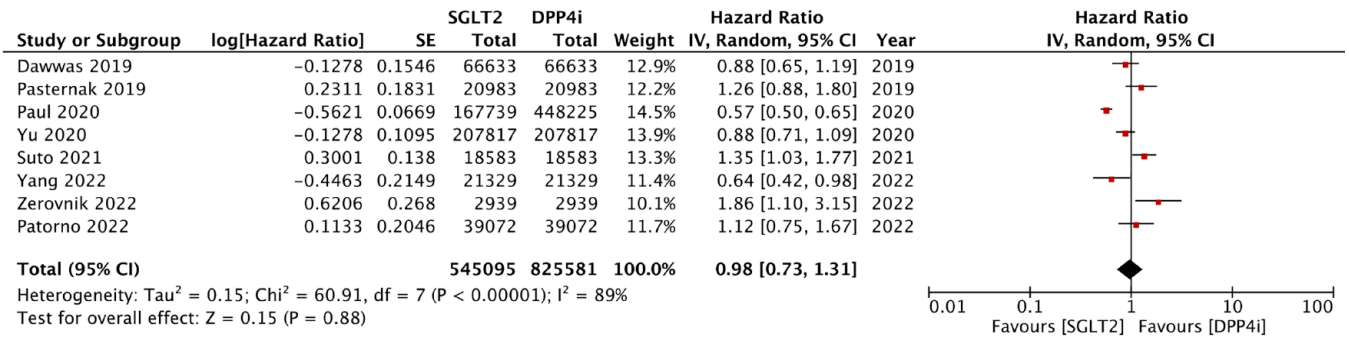 SGLT2 DPP4i Hazard Ratio Hazard Ratio
Study or Subgroup log[Hazard Ratio] SE Total Total Weight IV, Random, 95% CI Year IV, Random, 95% CI
Dawwas 2019 -0.1278 0.1546 66633 66633 12.9% 0.88 [0.65, 1.19] 2019
Pasternak 2019 0.2311 0.1831 20983 20983 12.2% 1.26 [0.88, 1.80] 2019
Paul 2020 -0.5621 0.0669 167739 448225 14.5% 0.57 [0.50, 0.65] 2020
Yu 2020 -0.1278 0.1095 207817 207817 13.9% 0.88 [0.71, 1.09] 2020
Suto 2021 0.3001 0.138 18583 18583 13.3% 1.35 [1.03, 1.77] 2021
Yang 2022 -0.4463 0.2149 21329 21329 11.4% 0.64 [0.42, 0.98] 2022
Zerovnik 2022 0.6206 0.268 2939 2939 10.1% 1.86 [1.10, 3.15] 2022
Patorno 2022 0.1133 0.2046 39072 39072 11.7% 1.12 [0.75, 1.67] 2022
Total (95% CI) 545095 825581 100.0% 0.98 [0.73, 1.31]
Heterogeneity: Tau² = 0.15; Chi² = 60.91, df = 7 (P < 0.00001); I² = 89%
Test for overall effect: Z = 0.15 (P = 0.88)
0.01 0.1 1 10 100
Favours [SGLT2] Favours [DPP4i]